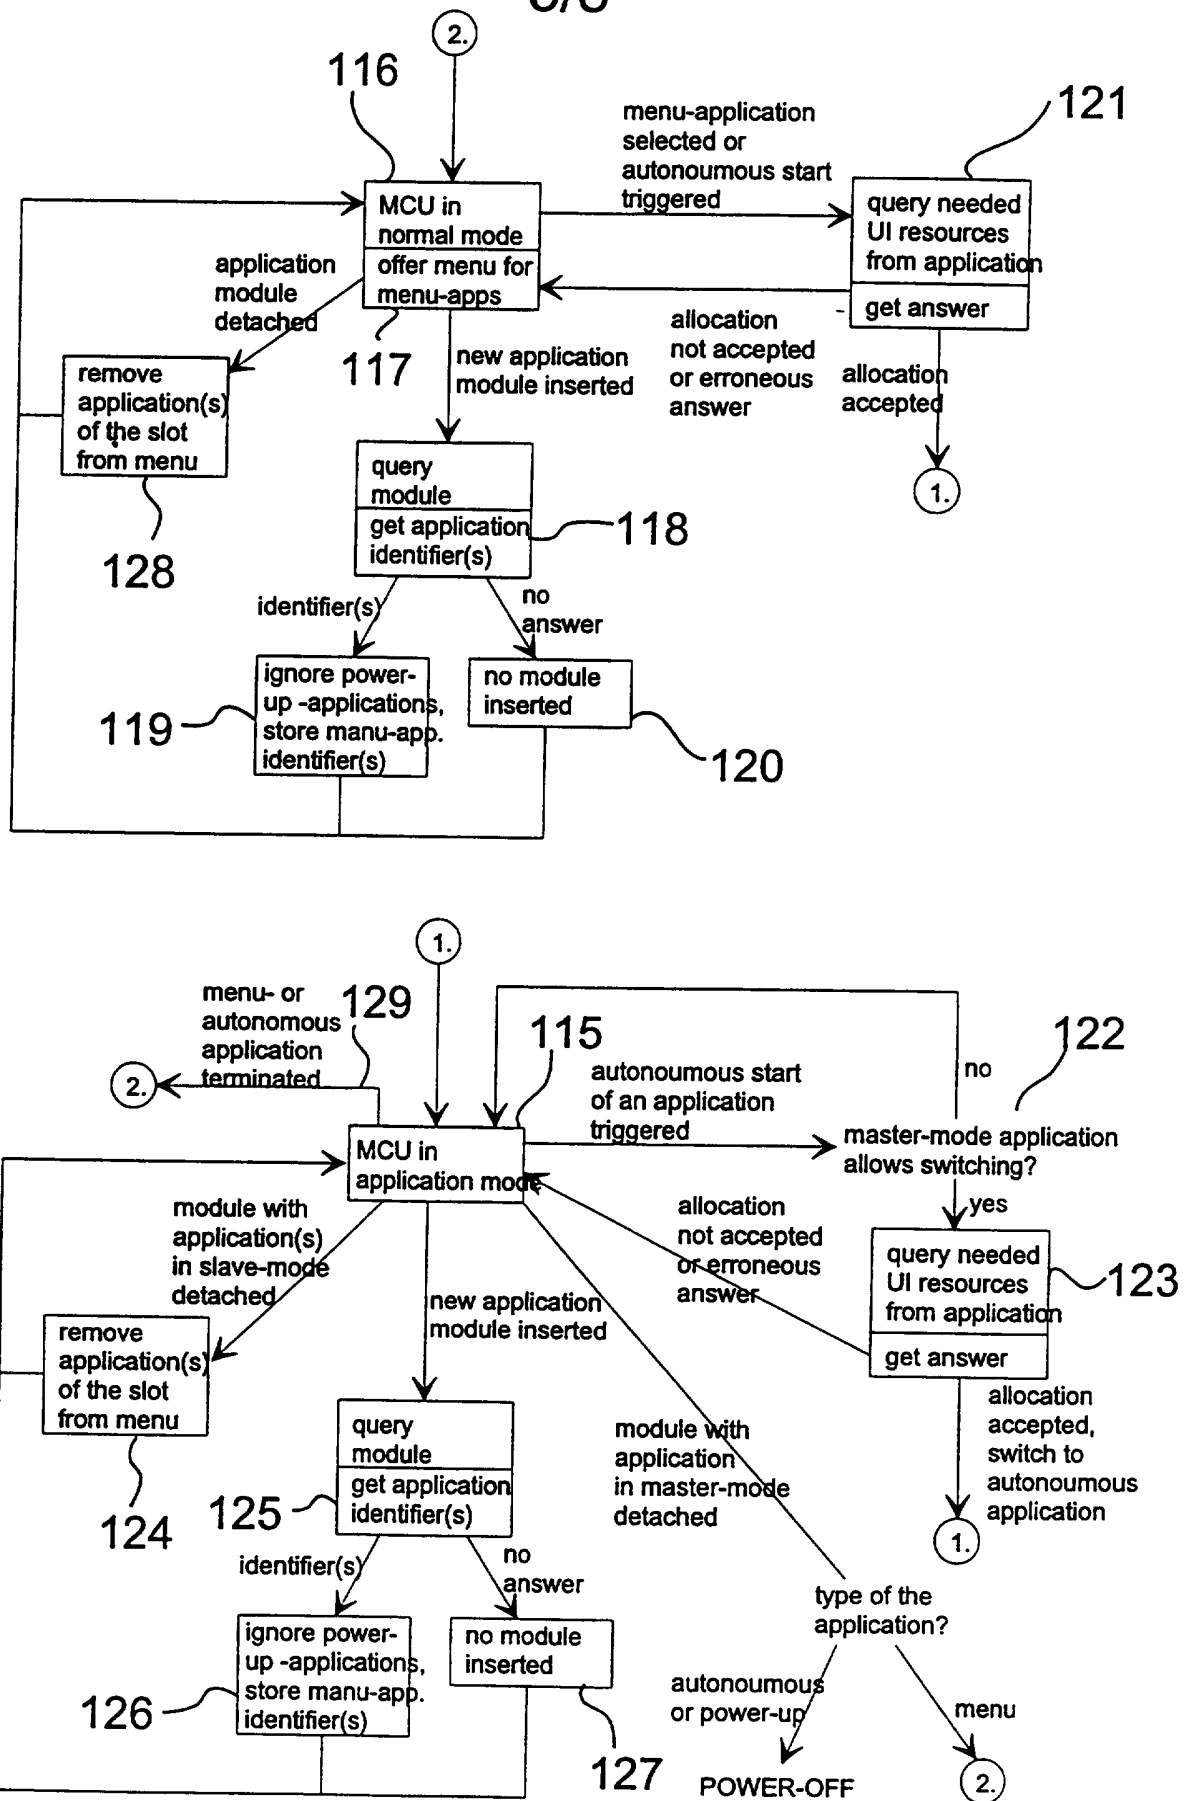 2.
116
121
menu-application
selected or
autonoumous start
triggered
MCU in
normal mode
offer menu for
menu-apps
query needed
UI resources
from application
get answer
application
module
detached
117
new application
module inserted
allocation
not accepted
or erroneous
answer
allocation
accepted
1.
remove
application(s)
of the slot
from menu
128
query
module
get application
identifier(s)
118
identifier(s)
no
answer
ignore power-
up -applications,
store manu-app.
identifier(s)
119
no module
inserted
120
1.
menu- or
autonomous
application
terminated
129
2.
115
122
autonoumous start
of an application
triggered
no
MCU in
application mode
master-mode application
allows switching?
yes
module with
application(s)
in slave-mode
detached
allocation
not accepted
or erroneous
answer
query needed
UI resources
from application
get answer
123
new application
module inserted
remove
application(s)
of the slot
from menu
124
allocation
accepted,
switch to
autonoumous
application
1.
query
module
get application
identifier(s)
125
module with
application
in master-mode
detached
identifier(s)
no
answer
ignore power-
up -applications,
store manu-app.
identifier(s)
126
no module
inserted
127
type of the
application?
autonoumous
or power-up
menu
POWER-OFF
2.